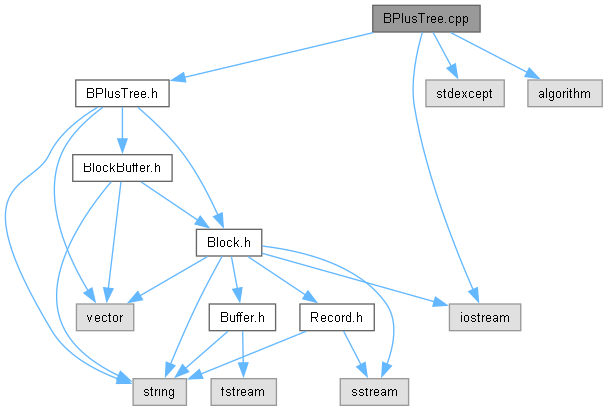 BPlusTree.cpp
BPlusTree.h
stdexcept
algorithm
BlockBuffer.h
Block.h
vector
Buffer.h
Record.h
iostream
string
fstream
sstream